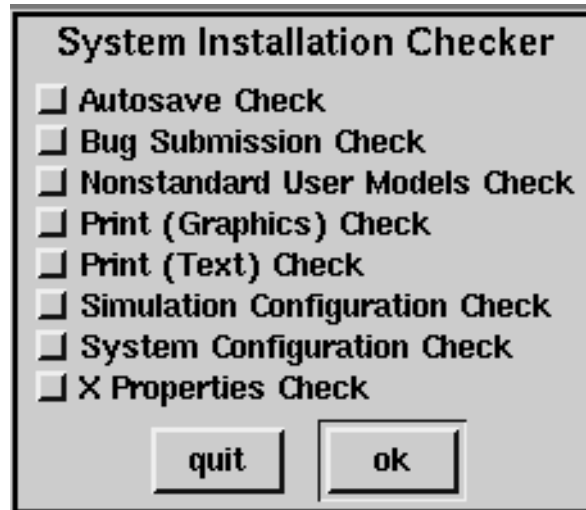 System Installation Checker
Autosave Check
Bug Submission Check
Nonstandard User Models Check
Print (Graphics) Check
Print (Text) Check
Simulation Configuration Check
System Configuration Check
X Properties Check
quit ok